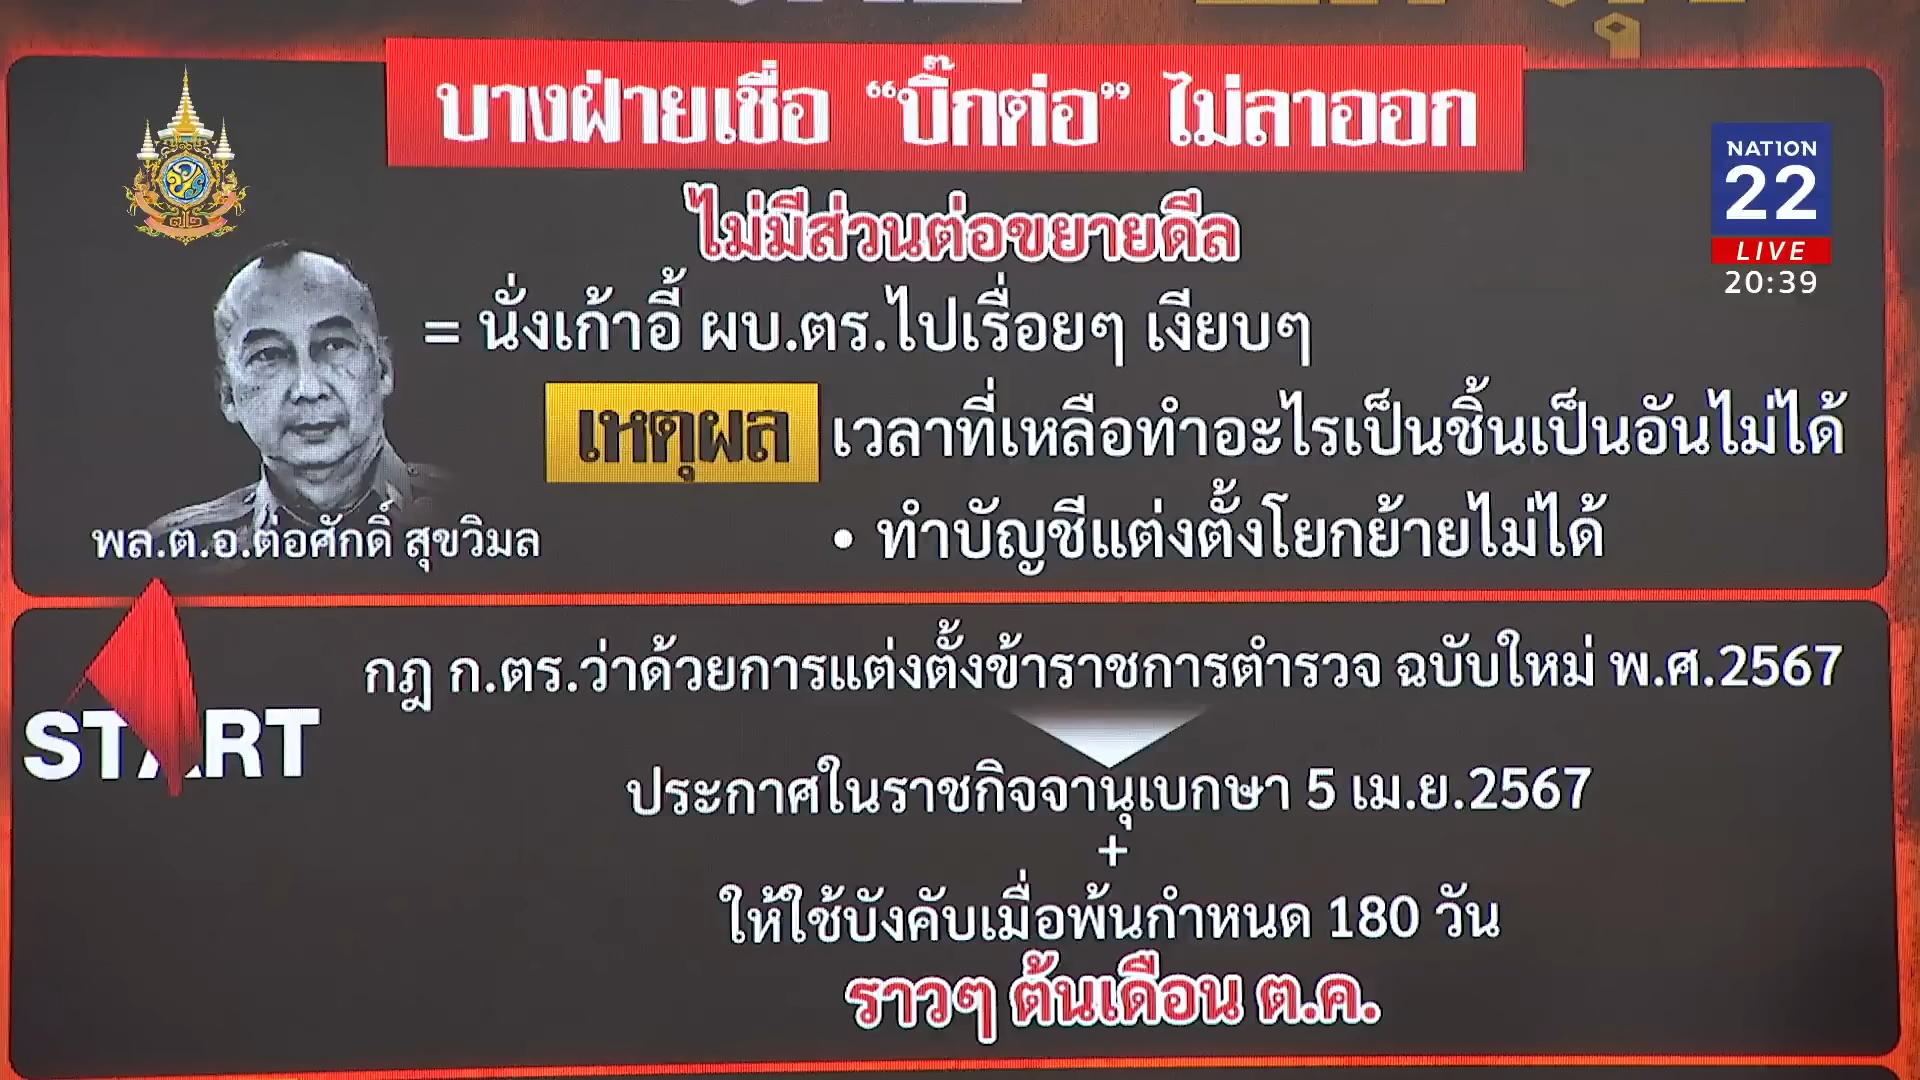 บางฝ่ายเชื่อ “บิ๊กต่อ” ไม่ลาออก
NATION
22
LIVE
20:39
ไม่มีส่วนต่อขยายดีล
= นั่งเก้าอี้ ผบ.ตร.ไปเรื่อยๆ เงียบๆ
เหตุผล เวลาที่เหลือทำอะไรเป็นชิ้นเป็นอันไม่ได้
• ทำบัญชีแต่งตั้งโยกย้ายไม่ได้
พล.ต.อ.ต่อศักดิ์ สุขวิมล
START
กฎ ก.ตร.ว่าด้วยการแต่งตั้งข้าราชการตำรวจ ฉบับใหม่ พ.ศ.2567
ประกาศในราชกิจจานุเบกษา 5 เม.ย.2567
+
ให้ใช้บังคับเมื่อพ้นกำหนด 180 วัน
ราวๆ ต้นเดือน ต.ค.